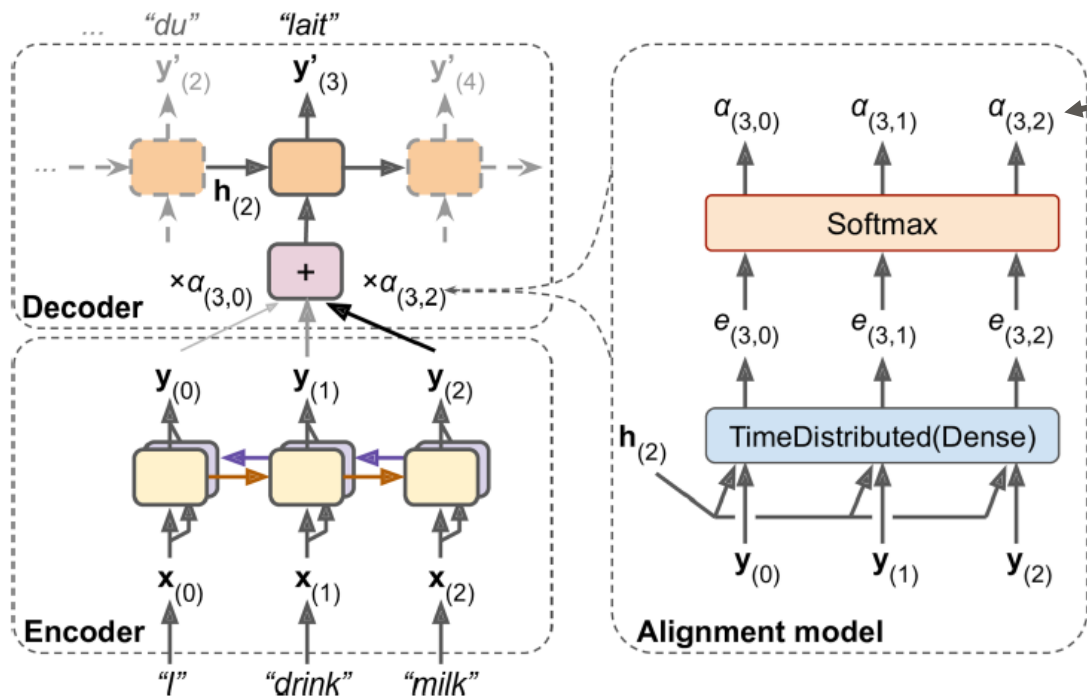 ... “du” “lait”
y’(2) y’(3) y’(4)
...
h(2)
+
×α(3,0) ×α(3,2)
Decoder
y(0) y(1) y(2)
x(0) x(1) x(2)
Encoder
“I” “drink” “milk”
α(3,0) α(3,1) α(3,2)
Softmax
e(3,0) e(3,1) e(3,2)
TimeDistributed(Dense)
h(2)
y(0) y(1) y(2)
Alignment model